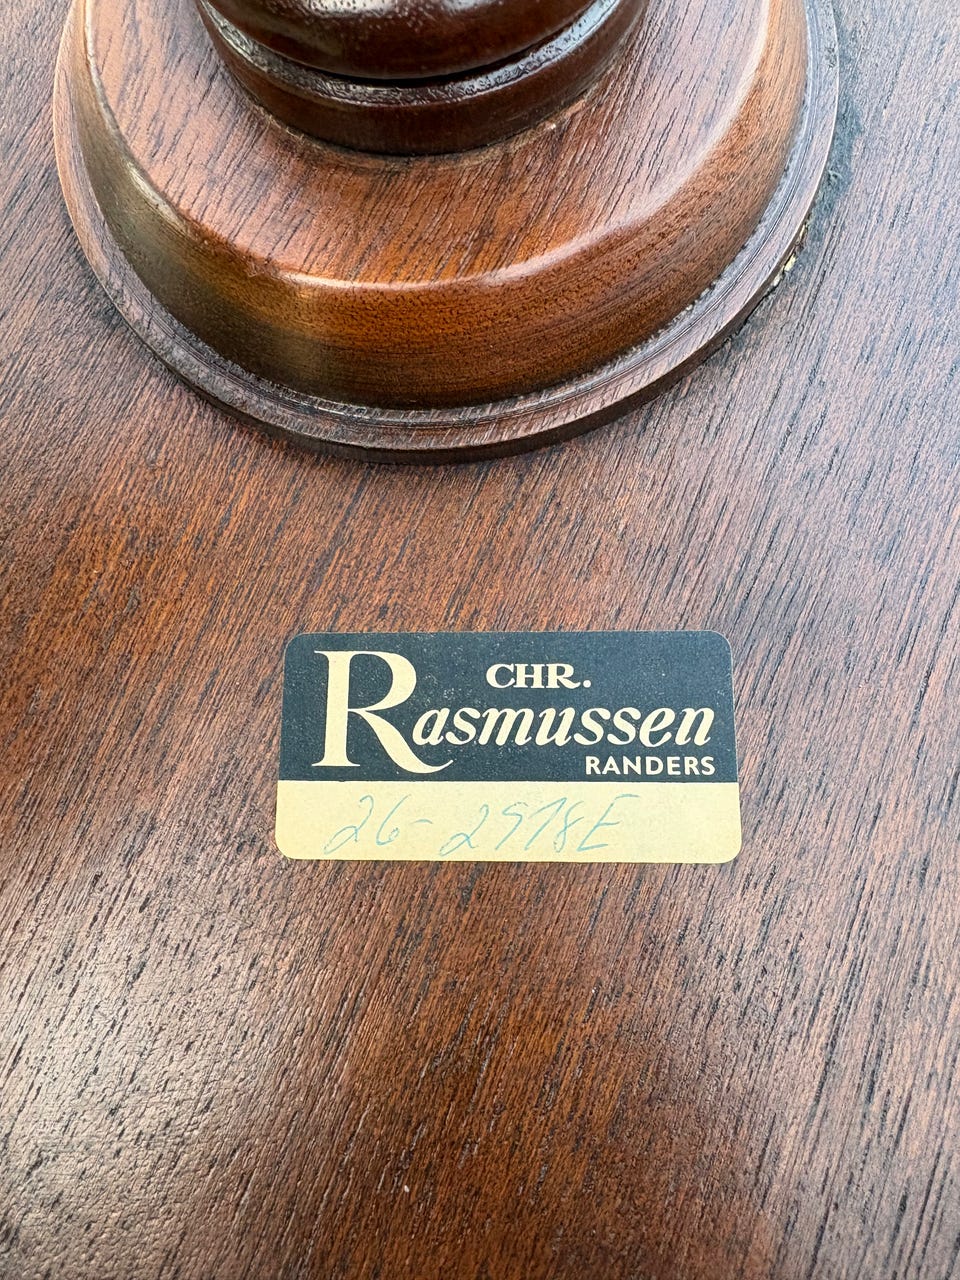 CHR.
Rasmussen
RANDERS
26-2978E